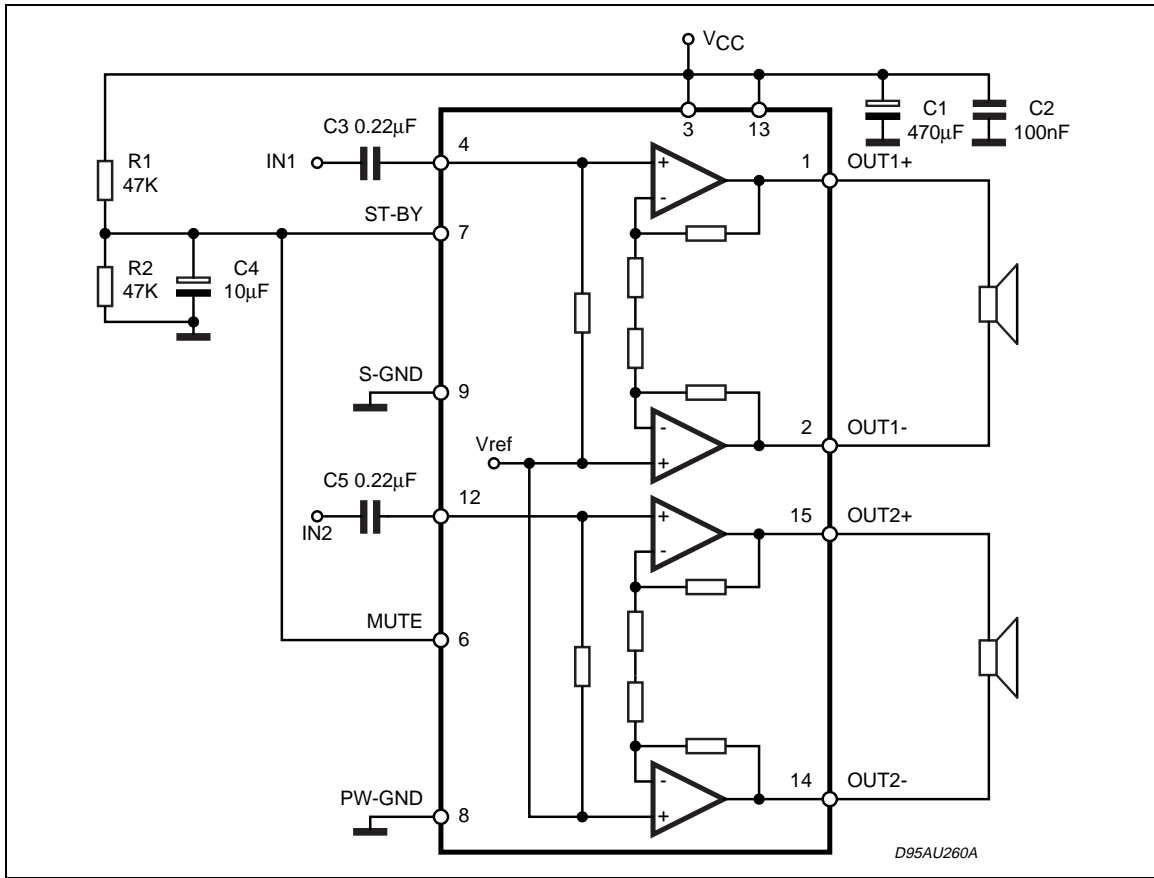 VCC
C3 0.22μF
3
13
C1
470μF
C2
100nF
IN1
4
+
-
1
OUT1+
R1
47K
ST-BY
7
R2
47K
C4
10μF
S-GND
9
-
+
2
OUT1-
Vref
C5 0.22μF
12
IN2
+
-
15
OUT2+
MUTE
6
-
+
14
OUT2-
PW-GND
8
D95AU260A